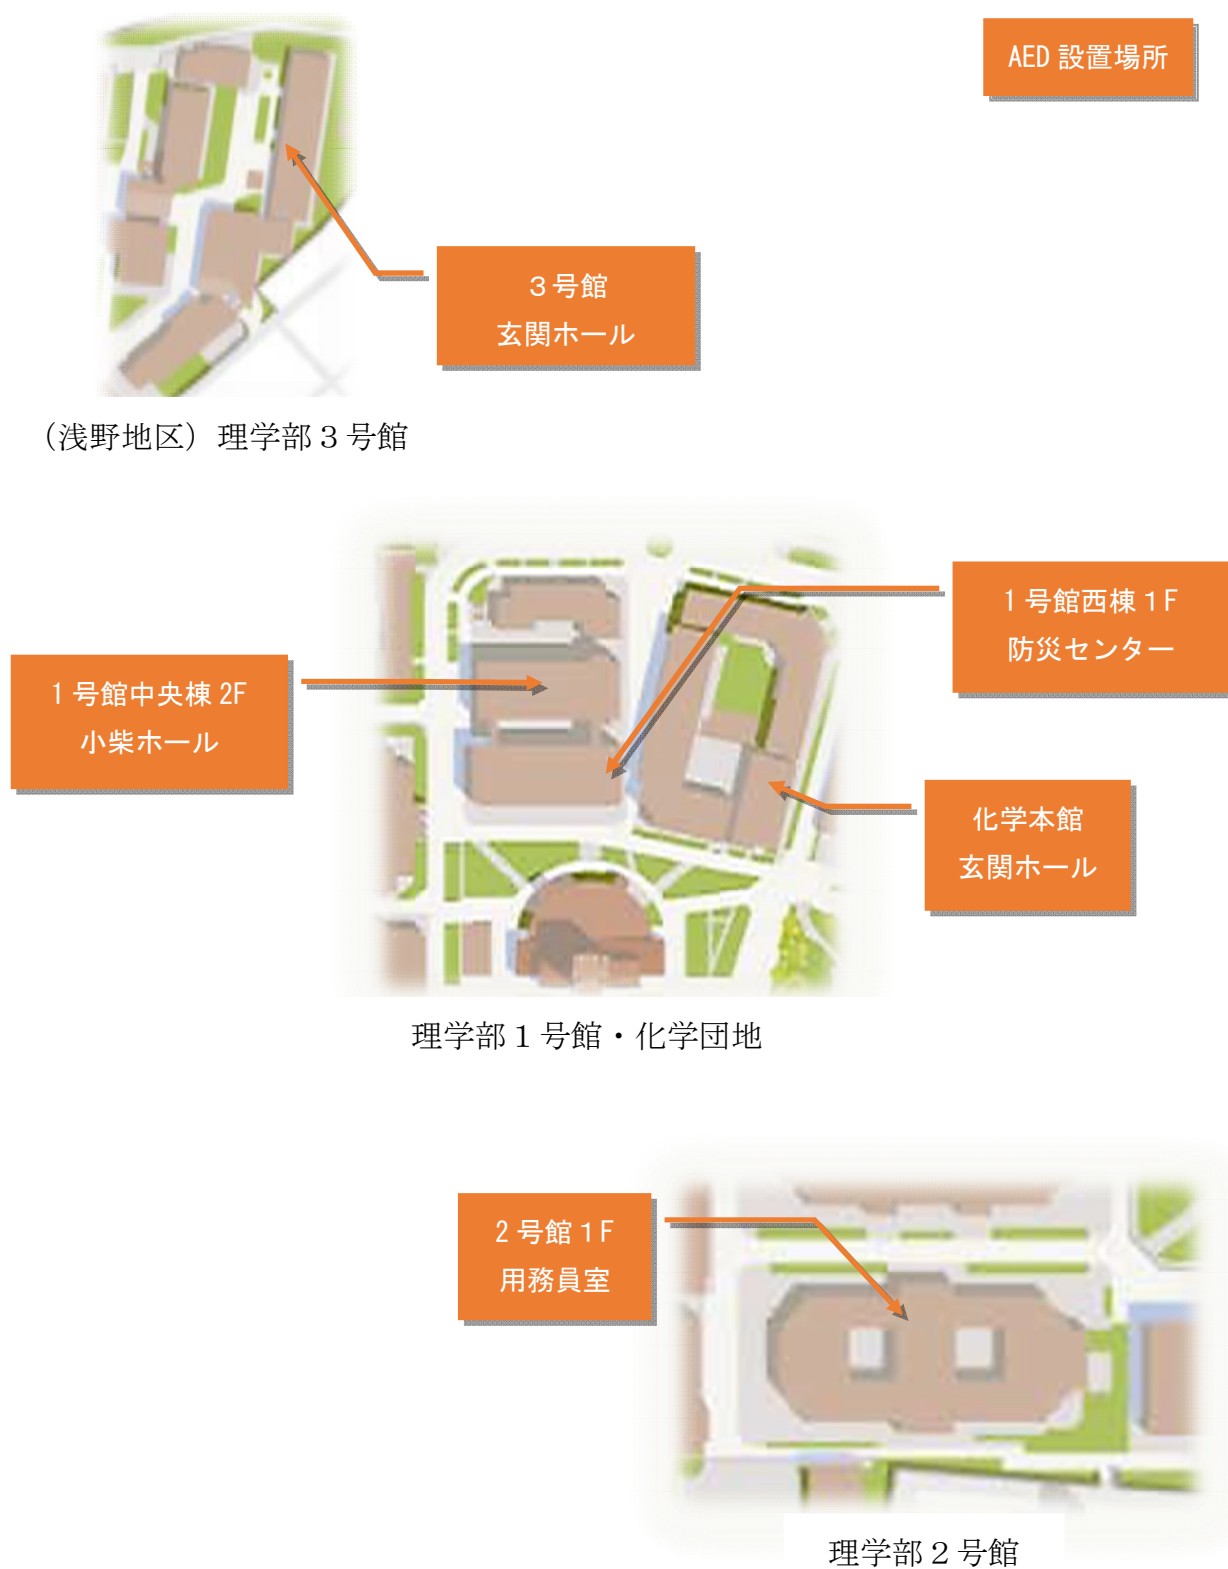 AED 設置場所
３号館
玄関ホール
（浅野地区）理学部３号館
1 号館西棟１F
防災センター
1 号館中央棟 2F
小柴ホール
化学本館
玄関ホール
理学部１号館・化学団地
2 号館１F
用務員室
理学部２号館